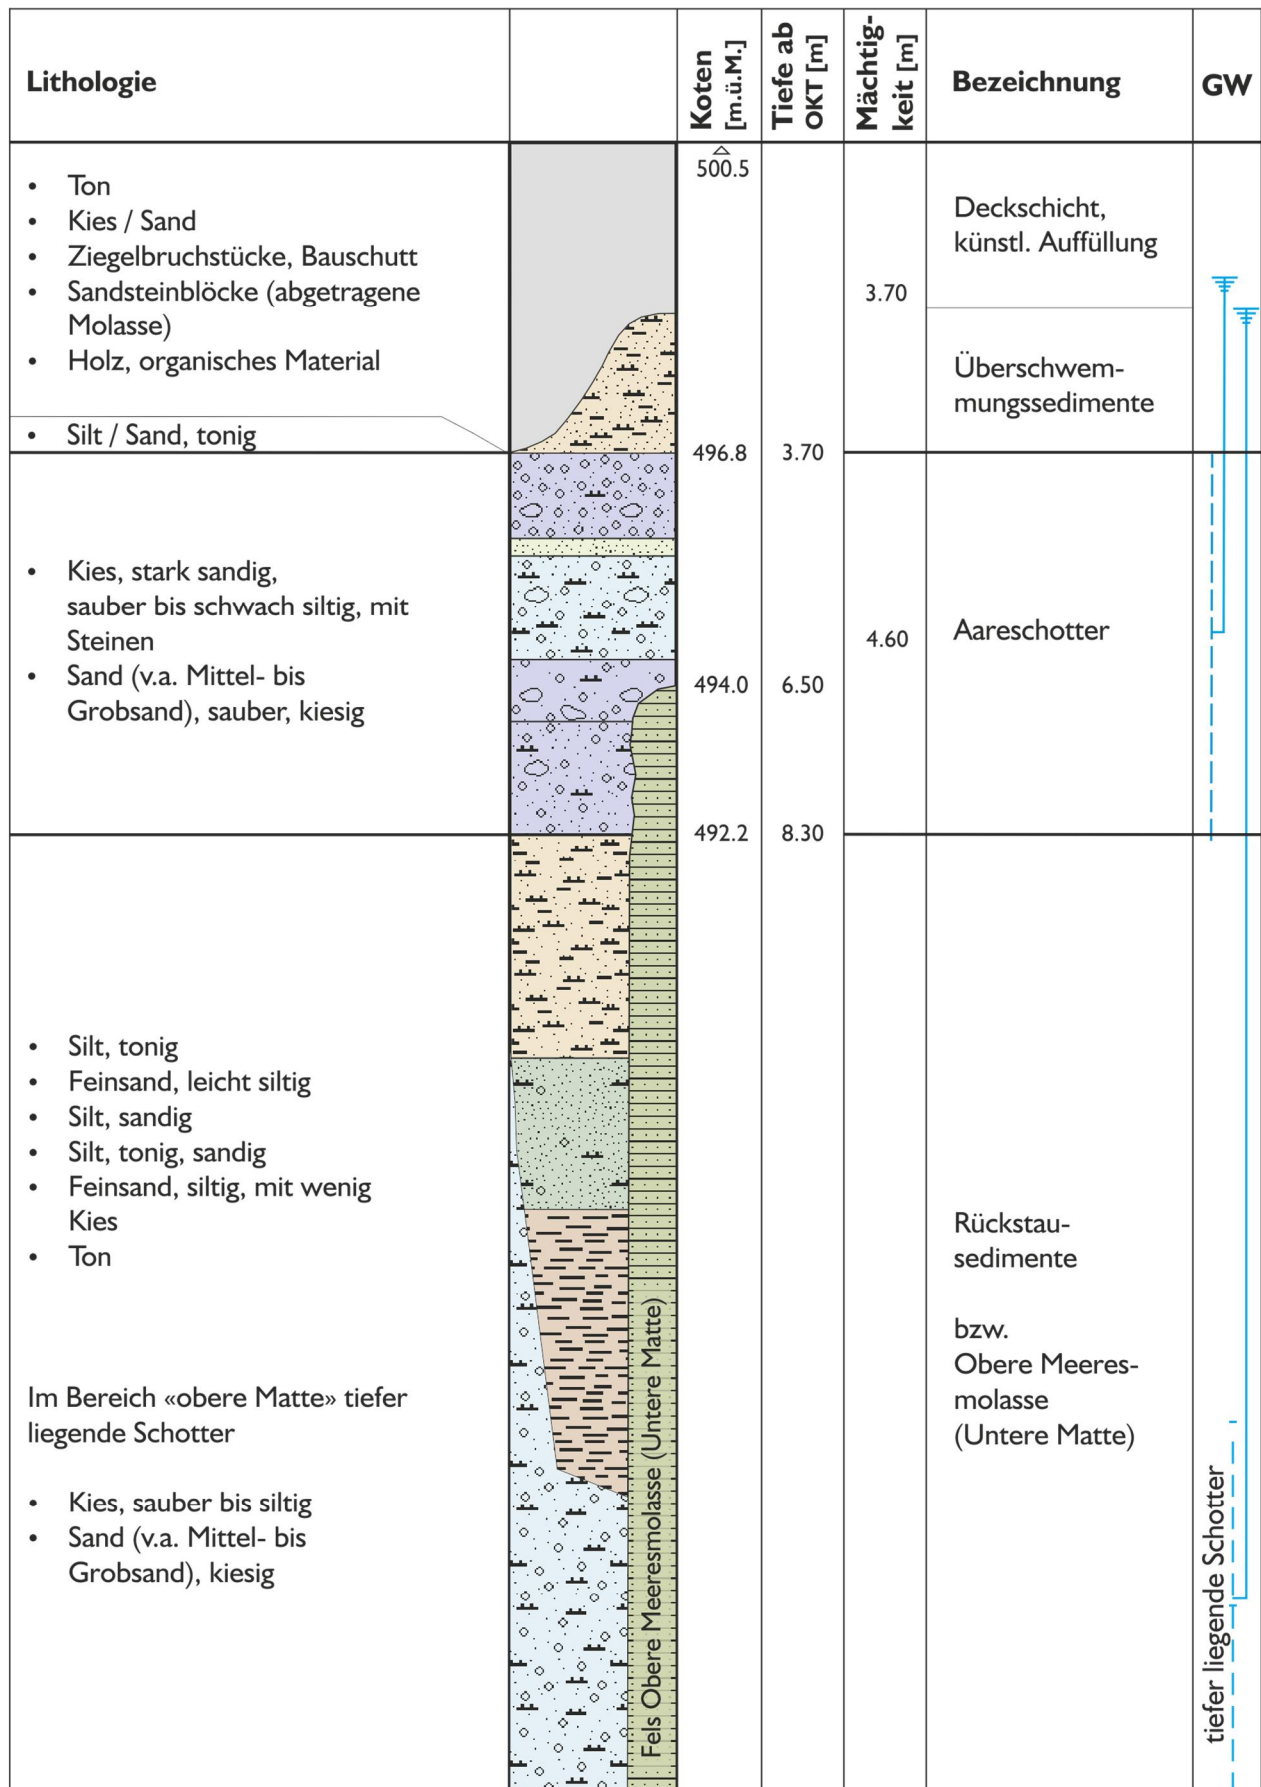 Lithologie
Koten
[m.ü.M.]
Tiefe ab
OKT [m]
Mächtig-
keit [m]
Bezeichnung
GW
500.5
• Ton
• Kies / Sand
• Ziegelbruchstücke, Bauschutt
• Sandsteinblöcke (abgetragene
Molasse)
• Holz, organisches Material
• Silt / Sand, tonig
3.70
Deckschicht,
künstl. Auffüllung
Überschwem-
mungssedimente
496.8
3.70
• Kies, stark sandig,
sauber bis schwach siltig, mit
Steinen
• Sand (v.a. Mittel- bis
Grobsand), sauber, kiesig
4.60
Aareschotter
494.0
6.50
492.2
8.30
• Silt, tonig
• Feinsand, leicht siltig
• Silt, sandig
• Silt, tonig, sandig
• Feinsand, siltig, mit wenig
Kies
• Ton
Im Bereich «obere Matte» tiefer
liegende Schotter
• Kies, sauber bis siltig
• Sand (v.a. Mittel- bis
Grobsand), kiesig
Fels Obere Meeresmolasse (Untere Matte)
Rückstau-
sedimente
bzw.
Obere Meeres-
molasse
(Untere Matte)
tiefer liegende Schotter